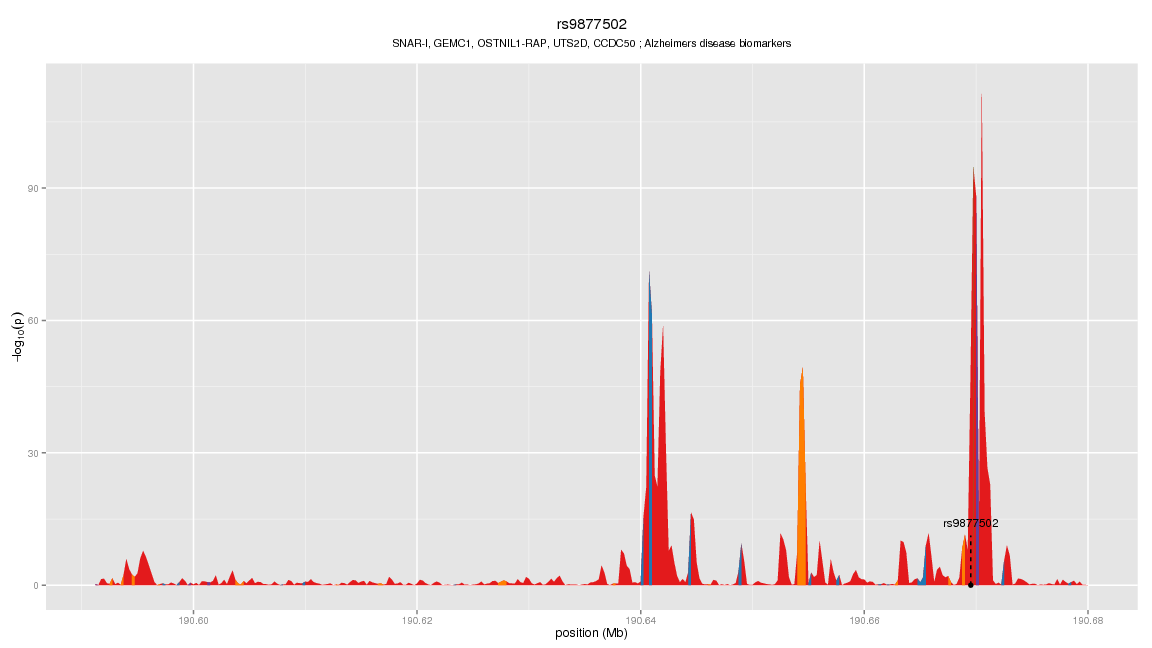 rs9877502
SNAR-I, GEMC1, OSTNIL1-RAP, UTS2D, CCDC50 ; Alzheimers disease biomarkers
90
60
30
0
−log10(p)
rs9877502
190.60 190.62 190.64 190.66 190.68
position (Mb)